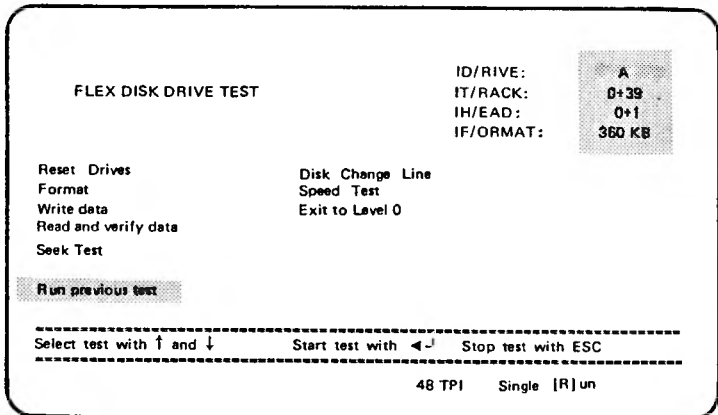 FLEX DISK DRIVE TEST
ID/RIVE: A
IT/RACK: 0+39
IH/EAD: 0+1
IF/ORMAT: 360 KB
Reset Drives
Format
Write data
Read and verify data
Seek Test
Disk Change Line
Speed Test
Exit to Level 0
Run previous test
Select test with ↑ and ↓ Start test with ◄┘ Stop test with ESC
48 TPI Single [R]un